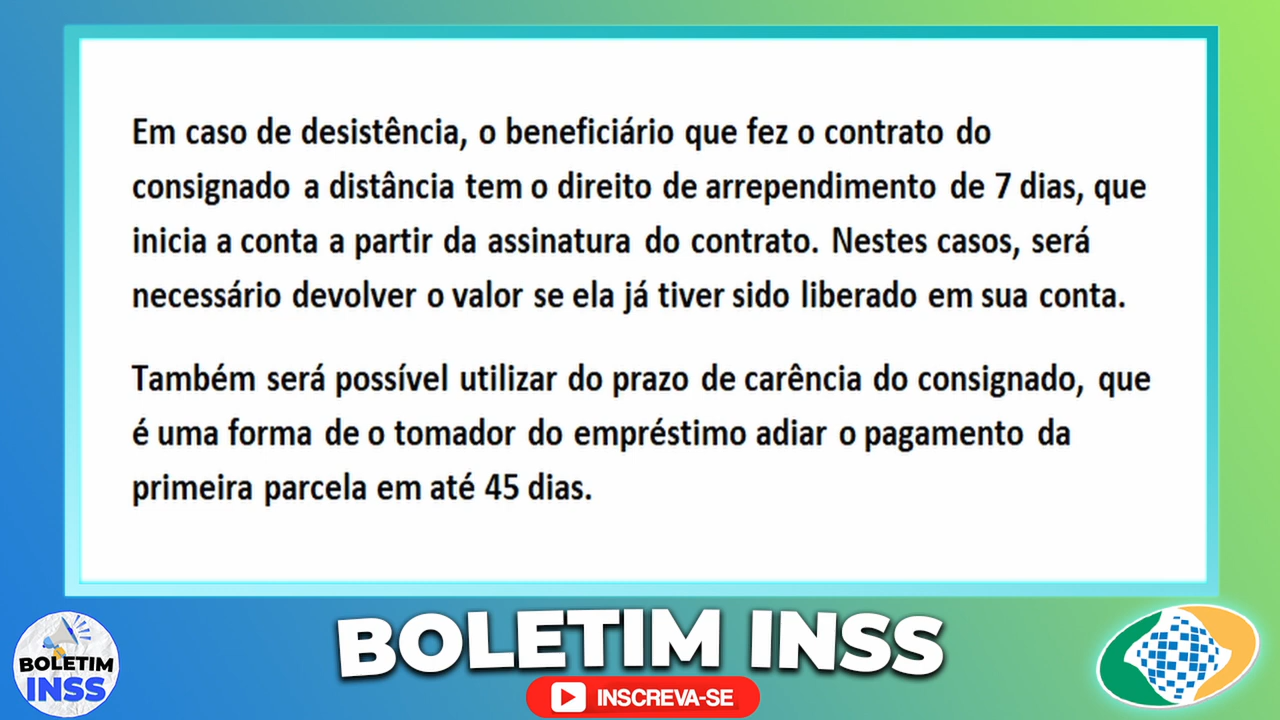 Em caso de desistência, o beneficiário que fez o contrato do
consignado a distância tem o direito de arrependimento de 7 dias, que
inicia a conta a partir da assinatura do contrato. Nestes casos, será
necessário devolver o valor se ela já tiver sido liberado em sua conta.
Também será possível utilizar do prazo de carência do consignado, que
é uma forma de o tomador do empréstimo adiar o pagamento da
primeira parcela em até 45 dias.
BOLETIM INSS
INSCREVA-SE
BOLETIM
INSS